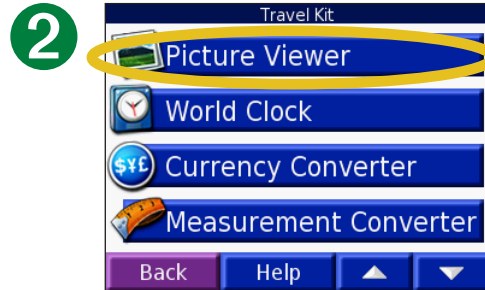 2
Travel Kit
Picture Viewer
World Clock
$¥£
Currency Converter
Measurement Converter
Back Help